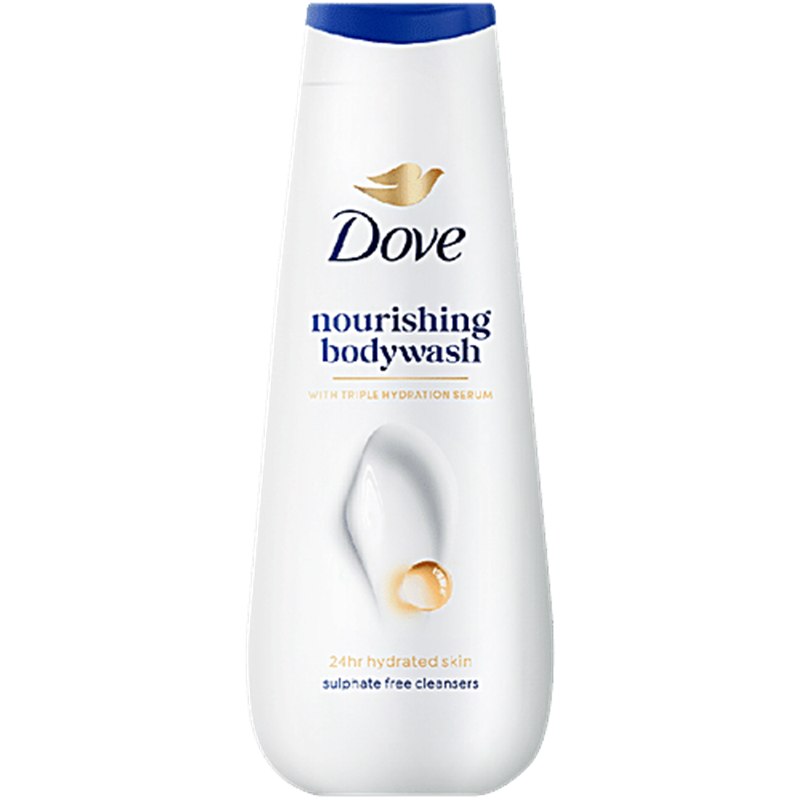 Dove
nourishing
bodywash
WITH TRIPLE HYDRATION SERUM
24hr hydrated skin
sulphate free cleansers